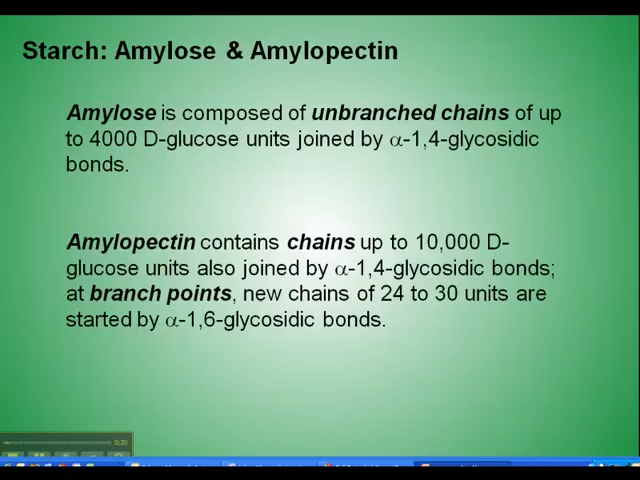 Starch: Amylose & Amylopectin
Amylose is composed of unbranched chains of up
to 4000 D-glucose units joined by α-1,4-glycosidic
bonds.
Amylopectin contains chains up to 10,000 D-
glucose units also joined by α-1,4-glycosidic bonds;
at branch points, new chains of 24 to 30 units are
started by α-1,6-glycosidic bonds.
0:20